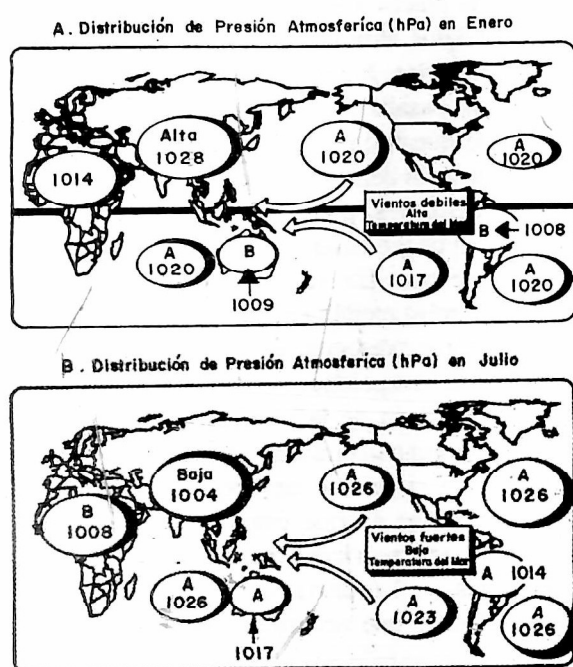 A. Distribución de Presión Atmosferíca (hPa) en Enero
Alta
1028
A
1020
A
1020
1014
Vientos debiles
Alta
Temperatura del Mar
B
1008
A
1020
B
A
1017
A
1020
1009
B. Distribución de Presión Atmosferíca (hPa) en Julio
Baja
1004
A
1026
A
1026
B
1008
Vientos fuertes
Baja
Temperatura del Mar
A 1014
A
1026
A
A
1023
A
1026
1017